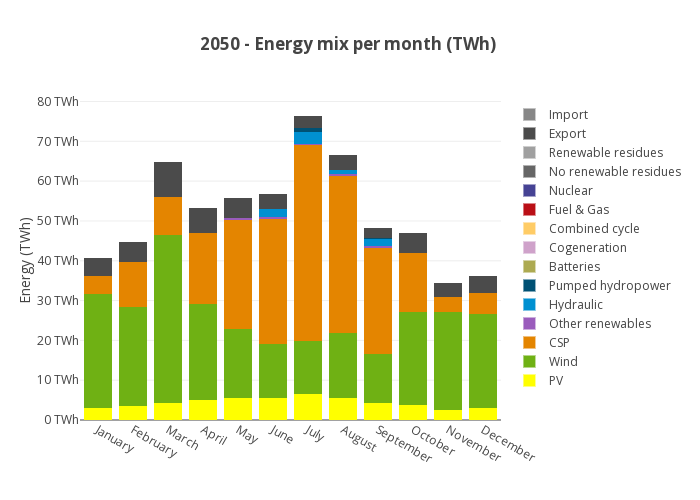 2050 - Energy mix per month (TWh)
Energy (TWh)
80 TWh
70 TWh
60 TWh
50 TWh
40 TWh
30 TWh
20 TWh
10 TWh
0 TWh
January
February
March
April
May
June
July
August
September
October
November
December
Import
Export
Renewable residues
No renewable residues
Nuclear
Fuel & Gas
Combined cycle
Cogeneration
Batteries
Pumped hydropower
Hydraulic
Other renewables
CSP
Wind
PV